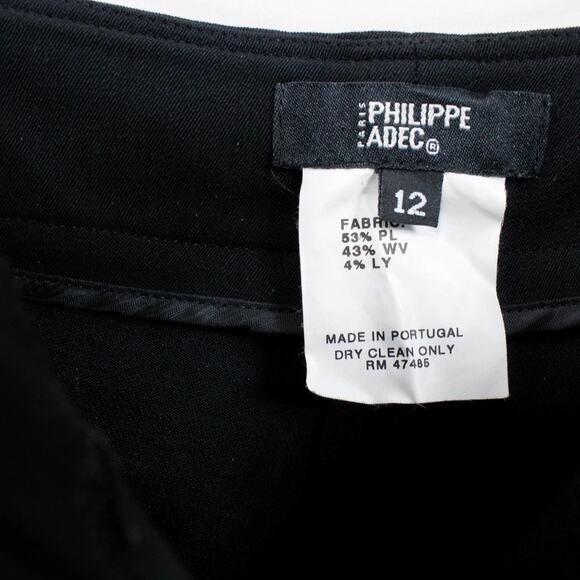 PARIS
PHILIPPE
ADEC®
12
FABRIC:
53% PL
43% WV
4% LY
MADE IN PORTUGAL
DRY CLEAN ONLY
RM 47485